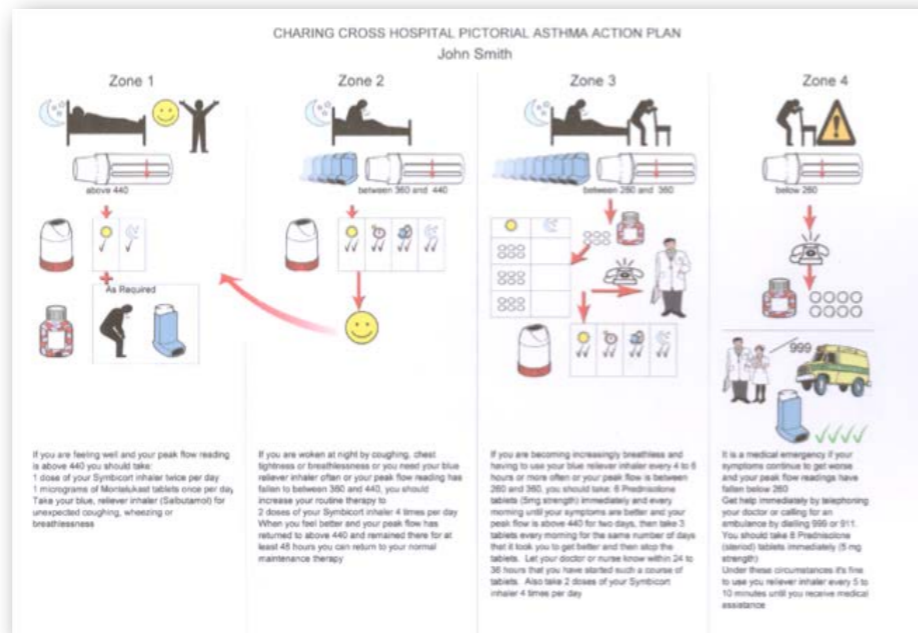 CHARING CROSS HOSPITAL PICTORIAL ASTHMA ACTION PLAN
John Smith
Zone 1
above 440
As Required
If you are feeling well and your peak flow reading
is above 440 you should take:
1 dose of your Symbicort inhaler twice per day
1 micrograms of Montelukast tablets once per day
Take your blue, reliever inhaler (Salbutamol) for
unexpected coughing, wheezing or
breathlessness
Zone 2
between 360 and 440
If you are woken at night by coughing, chest
tightness or breathlessness or you need your blue
reliever inhaler often or your peak flow reading has
fallen to between 360 and 440, you should
increase your routine therapy to
2 doses of your Symbicort inhaler 4 times per day
When you feel better and your peak flow has
returned to above 440 and remained there for at
least 48 hours you can return to your normal
maintenance therapy
Zone 3
between 260 and 360
If you are becoming increasingly breathless and
having to use your blue reliever inhaler every 4 to 6
hours or more often or your peak flow is between
260 and 360, you should take: 6 Prednisolone
tablets (5mg strength) immediately and every
morning until your symptoms are better and your
peak flow is above 440 for two days, then take 3
tablets every morning for the same number of days
that it took you to get better and then stop the
tablets. Let your doctor or nurse know within 24 to
36 hours that you have started such a course of
tablets. Also take 2 doses of your Symbicort
inhaler 4 times per day
Zone 4
below 260
999
It is a medical emergency if your
symptoms continue to get worse
and your peak flow readings have
fallen below 260
Get help immediately by telephoning
your doctor or calling for an
ambulance by dialling 999 or 911.
You should take 8 Prednisolone
(steroid) tablets immediately (5 mg
strength)
Under these circumstances it's fine
to use you reliever inhaler every 5 to
10 minutes until you receive medical
assistance